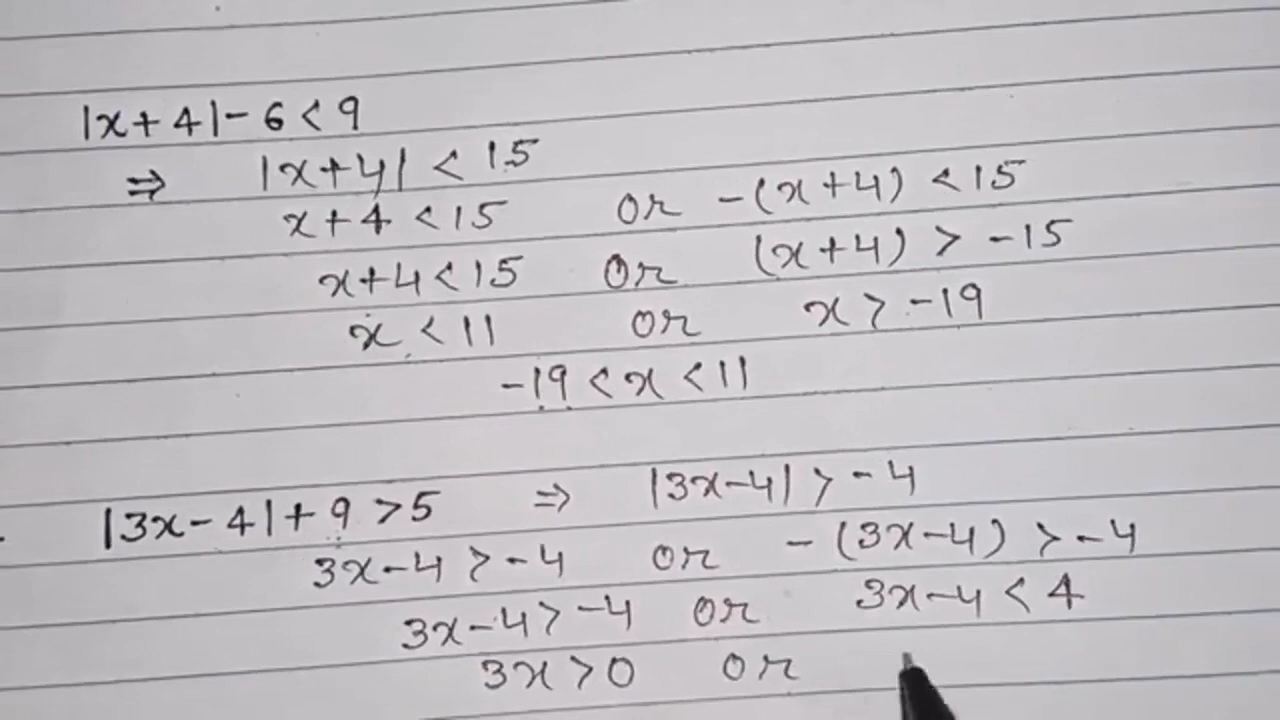 |x+4|-6<9
⇒ |x+4| < 15
x+4 <15 or -(x+4) <15
x+4<15 or (x+4) > -15
x < 11 or x > -19
-19 < x < 11
|3x-4|+9 >5 ⇒ |3x-4| > -4
3x-4 > -4 or -(3x-4) > -4
3x-4> -4 or 3x-4 < 4
3x >0 or